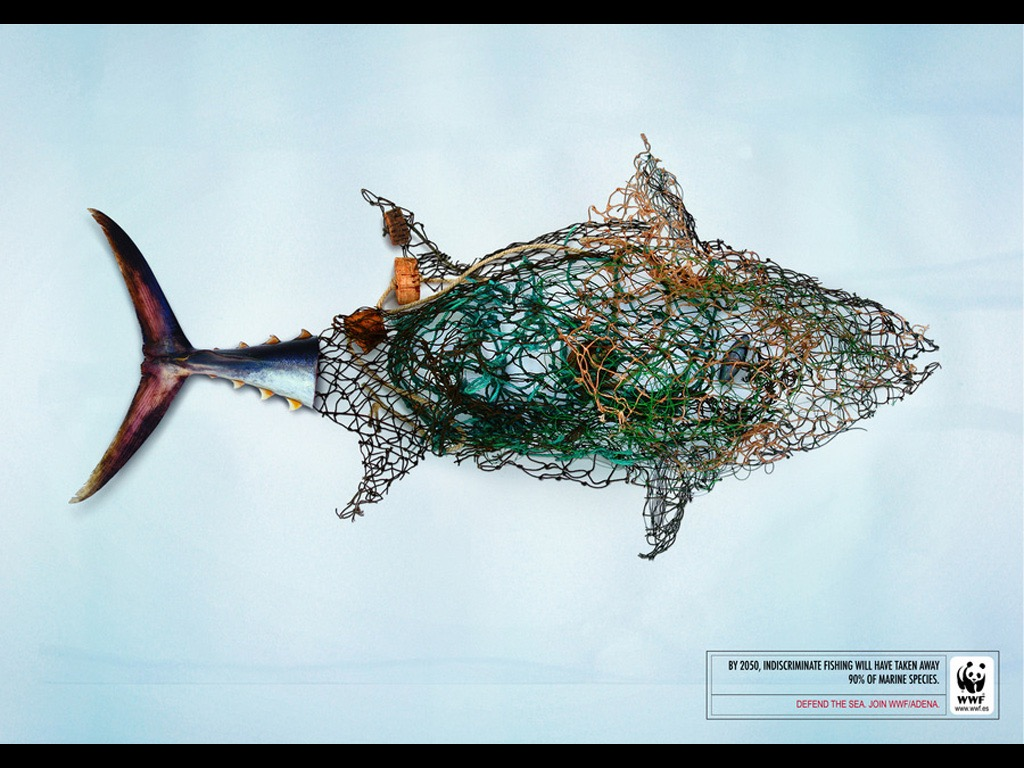 BY 2050, INDISCRIMINATE FISHING WILL HAVE TAKEN AWAY
90% OF MARINE SPECIES.
DEFEND THE SEA. JOIN WWF/ADENA.
WWF
www.wwf.es